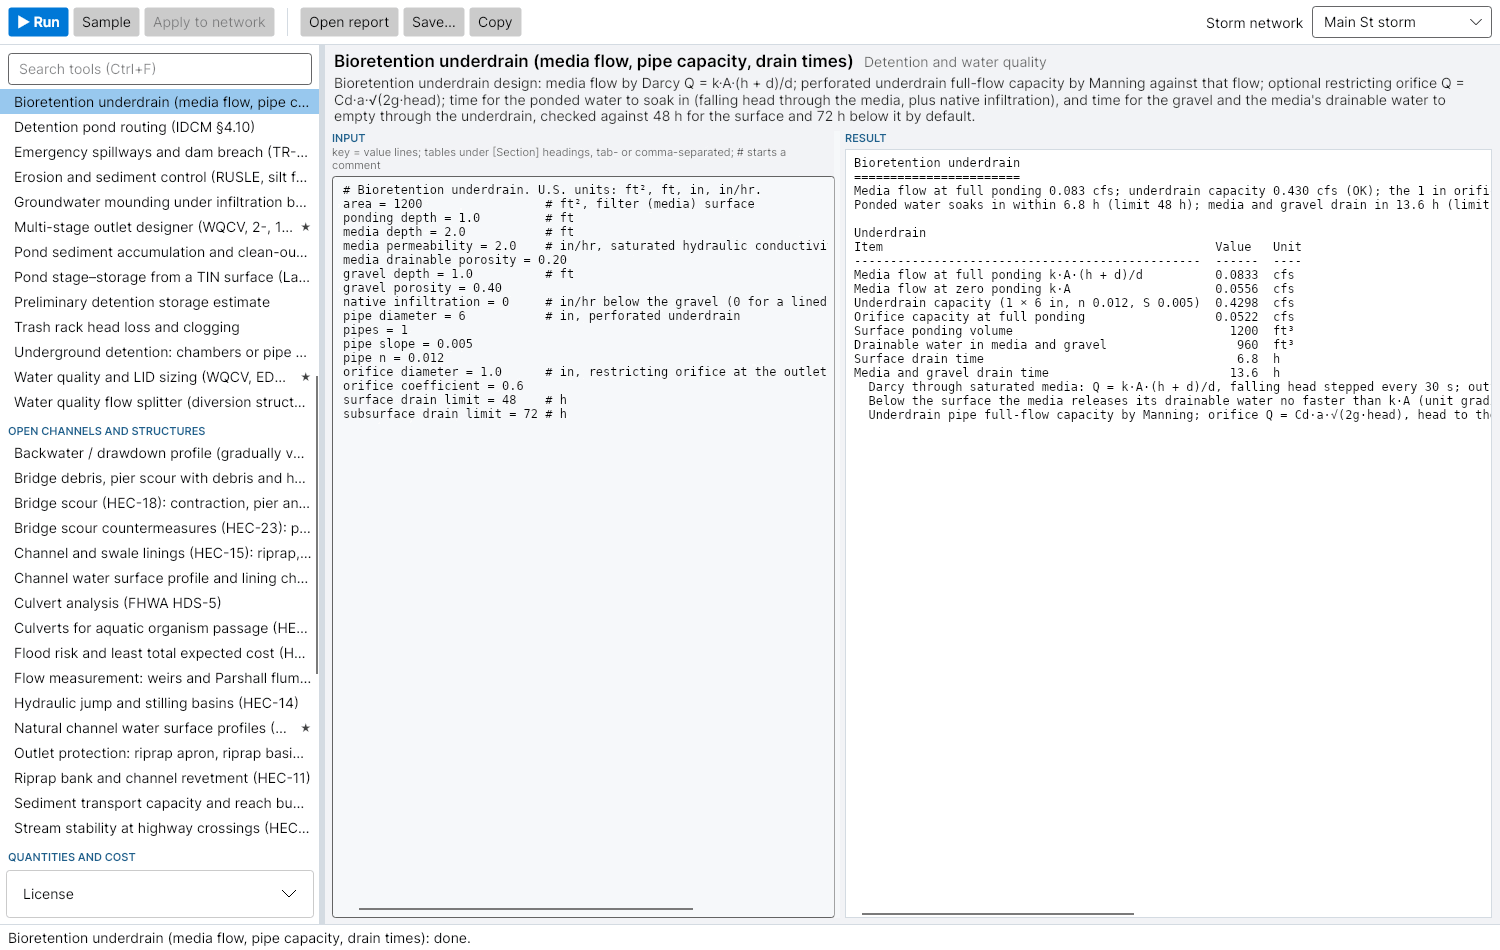 Run Sample Apply to network Open report Save... Copy Storm network Main St storm
Search tools (Ctrl+F)
Bioretention underdrain (media flow, pipe c...
Detention pond routing (IDCM §4.10)
Emergency spillways and dam breach (TR-...
Erosion and sediment control (RUSLE, silt f...
Groundwater mounding under infiltration b...
Multi-stage outlet designer (WQCV, 2-, 1... ★
Pond sediment accumulation and clean-ou...
Pond stage–storage from a TIN surface (La...
Preliminary detention storage estimate
Trash rack head loss and clogging
Underground detention: chambers or pipe ...
Water quality and LID sizing (WQCV, ED... ★
Water quality flow splitter (diversion struct...
OPEN CHANNELS AND STRUCTURES
Backwater / drawdown profile (gradually v...
Bridge debris, pier scour with debris and h...
Bridge scour (HEC-18): contraction, pier an...
Bridge scour countermeasures (HEC-23): p...
Channel and swale linings (HEC-15): riprap,...
Channel water surface profile and lining ch...
Culvert analysis (FHWA HDS-5)
Culverts for aquatic organism passage (HE...
Flood risk and least total expected cost (H...
Flow measurement: weirs and Parshall flum...
Hydraulic jump and stilling basins (HEC-14)
Natural channel water surface profiles (... ★
Outlet protection: riprap apron, riprap basi...
Riprap bank and channel revetment (HEC-11)
Sediment transport capacity and reach bu...
Stream stability at highway crossings (HEC...
QUANTITIES AND COST
License
Bioretention underdrain (media flow, pipe capacity, drain times) Detention and water quality
Bioretention underdrain design: media flow by Darcy Q = k·A·(h + d)/d; perforated underdrain full-flow capacity by Manning against that flow; optional restricting orifice Q =
Cd·a·√(2g·head); time for the ponded water to soak in (falling head through the media, plus native infiltration), and time for the gravel and the media's drainable water to
empty through the underdrain, checked against 48 h for the surface and 72 h below it by default.
INPUT
key = value lines; tables under [Section] headings, tab- or comma-separated; # starts a
comment
# Bioretention underdrain. U.S. units: ft², ft, in, in/hr.
area = 1200 # ft², filter (media) surface
ponding depth = 1.0 # ft
media depth = 2.0 # ft
media permeability = 2.0 # in/hr, saturated hydraulic conductivi
media drainable porosity = 0.20
gravel depth = 1.0 # ft
gravel porosity = 0.40
native infiltration = 0 # in/hr below the gravel (0 for a lined
pipe diameter = 6 # in, perforated underdrain
pipes = 1
pipe slope = 0.005
pipe n = 0.012
orifice diameter = 1.0 # in, restricting orifice at the outlet
orifice coefficient = 0.6
surface drain limit = 48 # h
subsurface drain limit = 72 # h
RESULT
Bioretention underdrain
=======================
Media flow at full ponding 0.083 cfs; underdrain capacity 0.430 cfs (OK); the 1 in orifi
Ponded water soaks in within 6.8 h (limit 48 h); media and gravel drain in 13.6 h (limit
Underdrain
Item Value Unit
------------------------------------------------ ------ ----
Media flow at full ponding k·A·(h + d)/d 0.0833 cfs
Media flow at zero ponding k·A 0.0556 cfs
Underdrain capacity (1 × 6 in, n 0.012, S 0.005) 0.4298 cfs
Orifice capacity at full ponding 0.0522 cfs
Surface ponding volume 1200 ft³
Drainable water in media and gravel 960 ft³
Surface drain time 6.8 h
Media and gravel drain time 13.6 h
Darcy through saturated media: Q = k·A·(h + d)/d, falling head stepped every 30 s; out
Below the surface the media releases its drainable water no faster than k·A (unit grad
Underdrain pipe full-flow capacity by Manning; orifice Q = Cd·a·√(2g·head), head to the
Bioretention underdrain (media flow, pipe capacity, drain times): done.